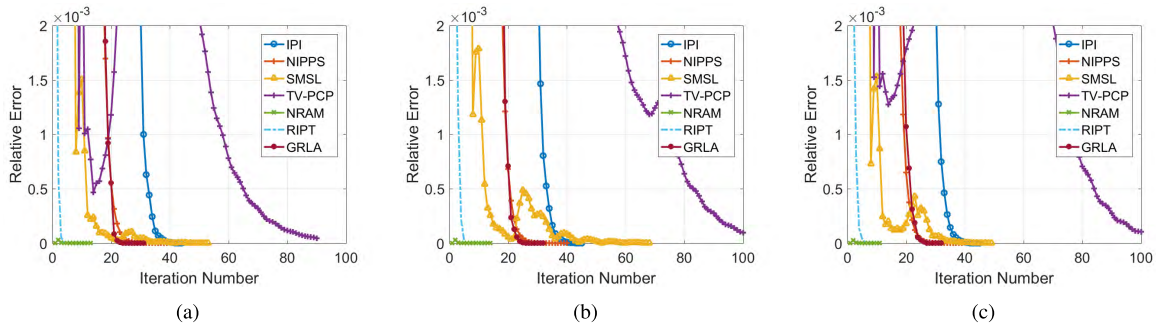 ×10⁻³
2
1.5
1
0.5
0
Relative Error
0 20 40 60 80 100
Iteration Number
IPI
NIPPS
SMSL
TV-PCP
NRAM
RIPT
GRLA
(a)
×10⁻³
2
1.5
1
0.5
0
Relative Error
0 20 40 60 80 100
Iteration Number
IPI
NIPPS
SMSL
TV-PCP
NRAM
RIPT
GRLA
(b)
×10⁻³
2
1.5
1
0.5
0
Relative Error
0 20 40 60 80 100
Iteration Number
IPI
NIPPS
SMSL
TV-PCP
NRAM
RIPT
GRLA
(c)